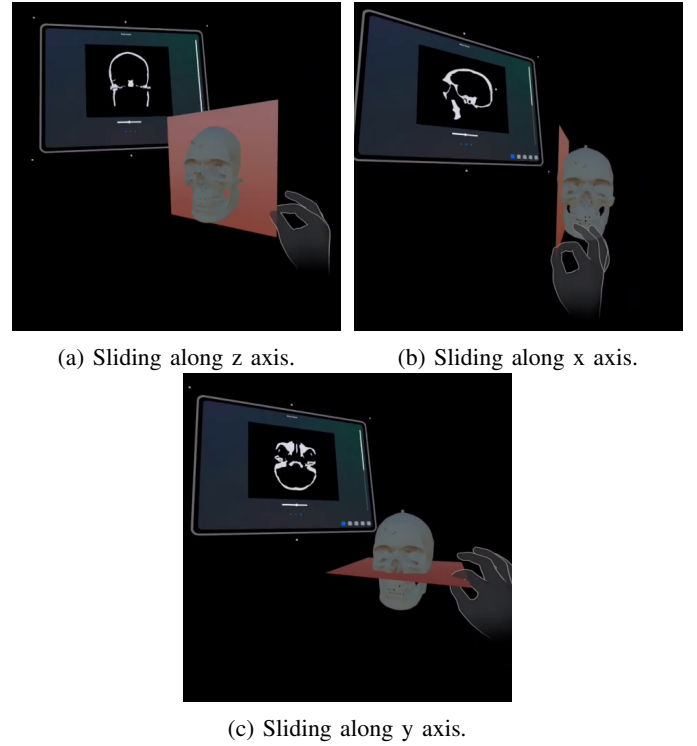 (a) Sliding along z axis.
(b) Sliding along x axis.
(c) Sliding along y axis.